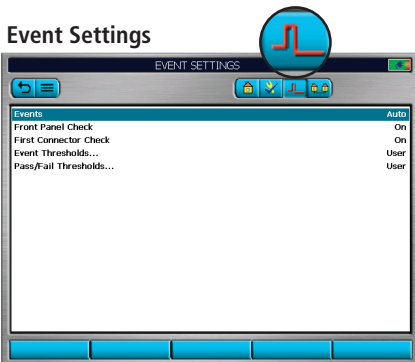 Event Settings
EVENT SETTINGS
Events Auto
Front Panel Check On
First Connector Check On
Event Thresholds... User
Pass/Fail Thresholds... User